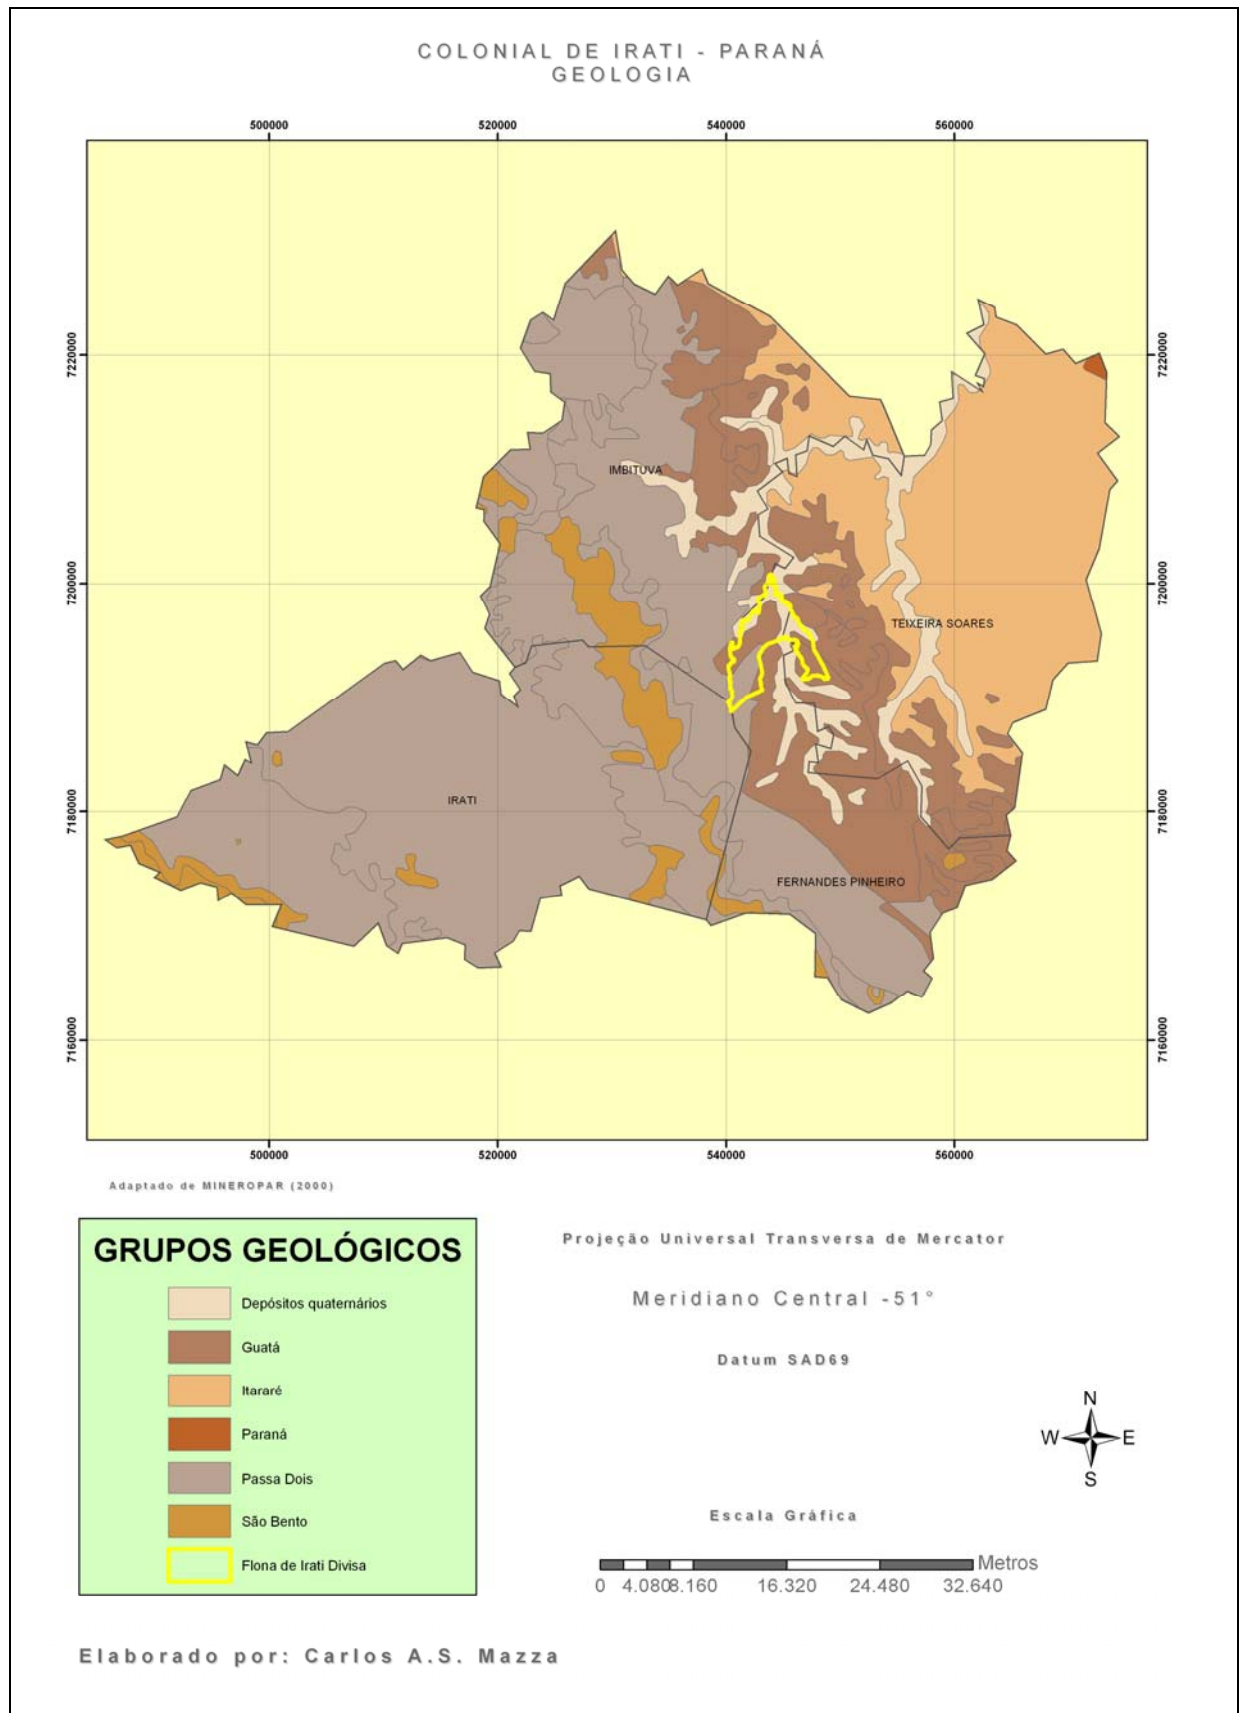 COLONIAL DE IRATI - PARANÁ
GEOLOGIA
500000 520000 540000 560000
7220000 7220000
IMBITUVA
7200000 7200000
TEIXEIRA SOARES
IRATI
7180000 7180000
FERNANDES PINHEIRO
7160000 7160000
500000 520000 540000 560000
Adaptado de MINEROPAR (2000)
GRUPOS GEOLÓGICOS
Depósitos quaternários
Guatá
Itararé
Paraná
Passa Dois
São Bento
Flona de Irati Divisa
Projeção Universal Transversa de Mercator
Meridiano Central -51°
Datum SAD69
N
W E
S
Escala Gráfica
Metros
0 4.080 8.160 16.320 24.480 32.640
Elaborado por: Carlos A.S. Mazza